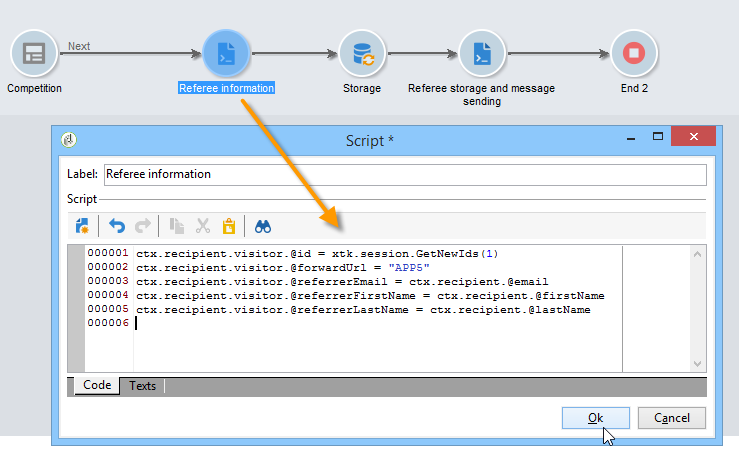 Next
Competition
Referee information
Storage
Referee storage and message
sending
End 2
Script *
Label: Referee information
Script
000001 ctx.recipient.visitor.@id = xtk.session.GetNewIds(1)
000002 ctx.recipient.visitor.@forwardUrl = "APP5"
000003 ctx.recipient.visitor.@referrerEmail = ctx.recipient.@email
000004 ctx.recipient.visitor.@referrerFirstName = ctx.recipient.@firstName
000005 ctx.recipient.visitor.@referrerLastName = ctx.recipient.@lastName
000006
Code Texts
Ok Cancel